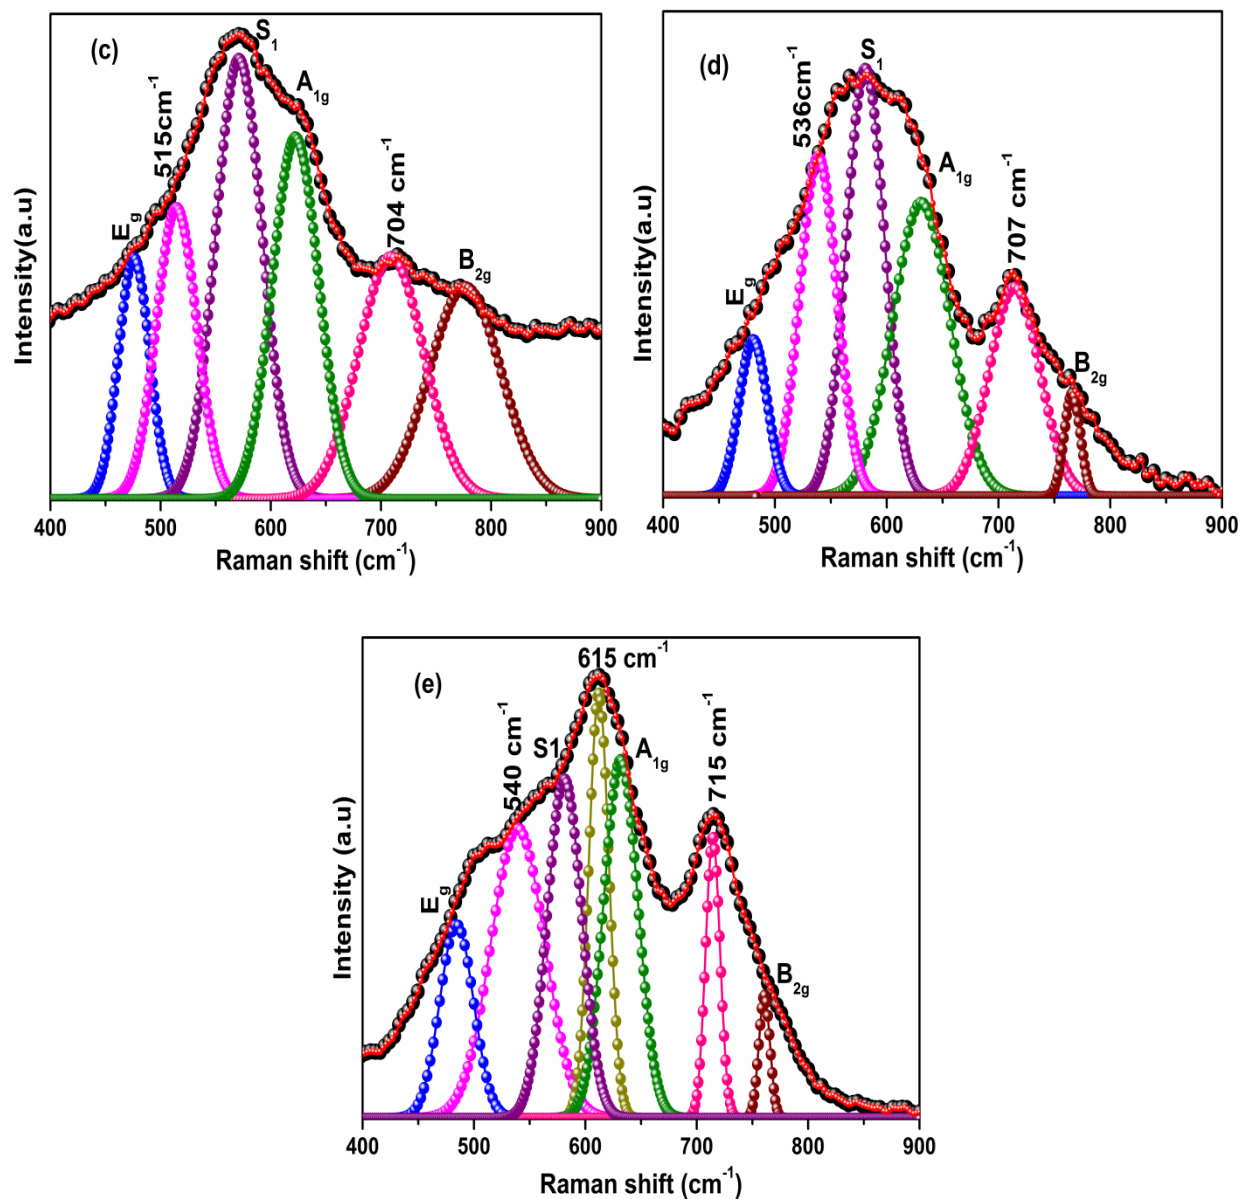 (c)
S₁
A₁g
515cm⁻¹
E_g
704 cm⁻¹
B₂g
Intensity(a.u)
400 500 600 700 800 900
Raman shift (cm⁻¹)
(d)
S₁
536cm⁻¹
A₁g
707 cm⁻¹
E_g
B₂g
Intensity(a.u)
400 500 600 700 800 900
Raman shift (cm⁻¹)
(e)
615 cm⁻¹
540 cm⁻¹
S1
A₁g
715 cm⁻¹
E_g
B₂g
Intensity (a.u)
400 500 600 700 800 900
Raman shift (cm⁻¹)